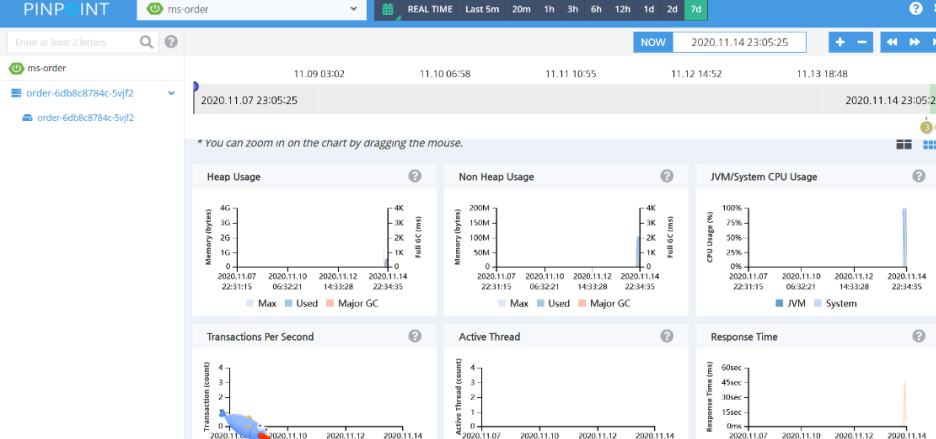 PINPOINT
ms-order
REAL TIME Last 5m 20m 1h 3h 6h 12h 1d 2d 7d
Enter at least 2 letters
NOW 2020.11.14 23:05:25
ms-order
order-6db8c8784c-5vjf2
order-6db8c8784c-5vjf2
11.09 03:02 11.10 06:58 11.11 10:55 11.12 14:52 11.13 18:48
2020.11.07 23:05:25 2020.11.14 23:05:2
3
* You can zoom in on the chart by dragging the mouse.
Heap Usage
Memory (bytes)
4G
3G
2G
1G
0
4K
3K
2K
1K
0
Full GC (ms)
2020.11.07 2020.11.10 2020.11.12 2020.11.14
22:31:15 06:32:21 14:33:28 22:34:35
Max Used Major GC
Non Heap Usage
Memory (bytes)
200M
150M
100M
50M
0
4K
3K
2K
1K
0
Full GC (ms)
2020.11.07 2020.11.10 2020.11.12 2020.11.14
22:31:15 06:32:21 14:33:28 22:34:35
Max Used Major GC
JVM/System CPU Usage
CPU Usage (%)
100%
75%
50%
25%
0%
2020.11.07 2020.11.10 2020.11.12 2020.11.14
22:31:15 06:32:21 14:33:28 22:34:35
JVM System
Transactions Per Second
Transaction (count)
4
3
2
1
0
2020.11.07 2020.11.10 2020.11.12 2020.11.14
Active Thread
Active Thread (count)
4
3
2
1
0
2020.11.07 2020.11.10 2020.11.12 2020.11.14
Response Time
Response Time (ms)
60sec
45sec
30sec
15sec
0ms
2020.11.07 2020.11.10 2020.11.12 2020.11.14